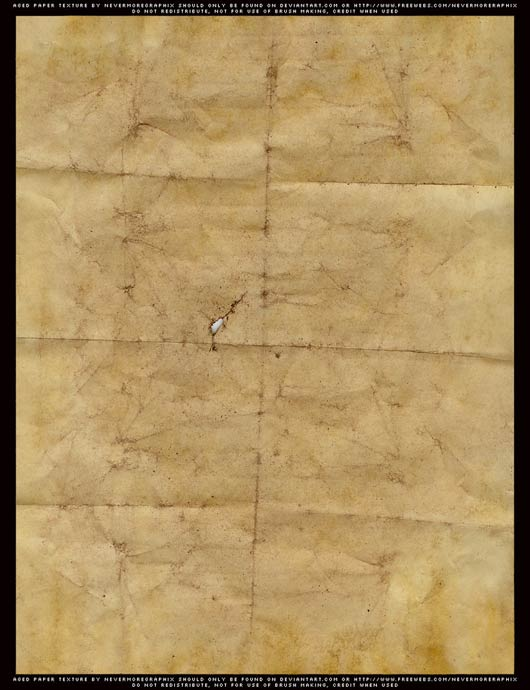 AGED PAPER TEXTURE BY NEVERMOREGRAPHIX SHOULD ONLY BE FOUND ON DEVIANTART.COM OR HTTP://WWW.FREEWEBS.COM/NEVERMOREGRAPHIX
DO NOT REDISTRIBUTE, NOT FOR USE OF BRUSH MAKING, CREDIT WHEN USED
AGED PAPER TEXTURE BY NEVERMOREGRAPHIX SHOULD ONLY BE FOUND ON DEVIANTART.COM OR HTTP://WWW.FREEWEBS.COM/NEVERMOREGRAPHIX
DO NOT REDISTRIBUTE, NOT FOR USE OF BRUSH MAKING, CREDIT WHEN USED